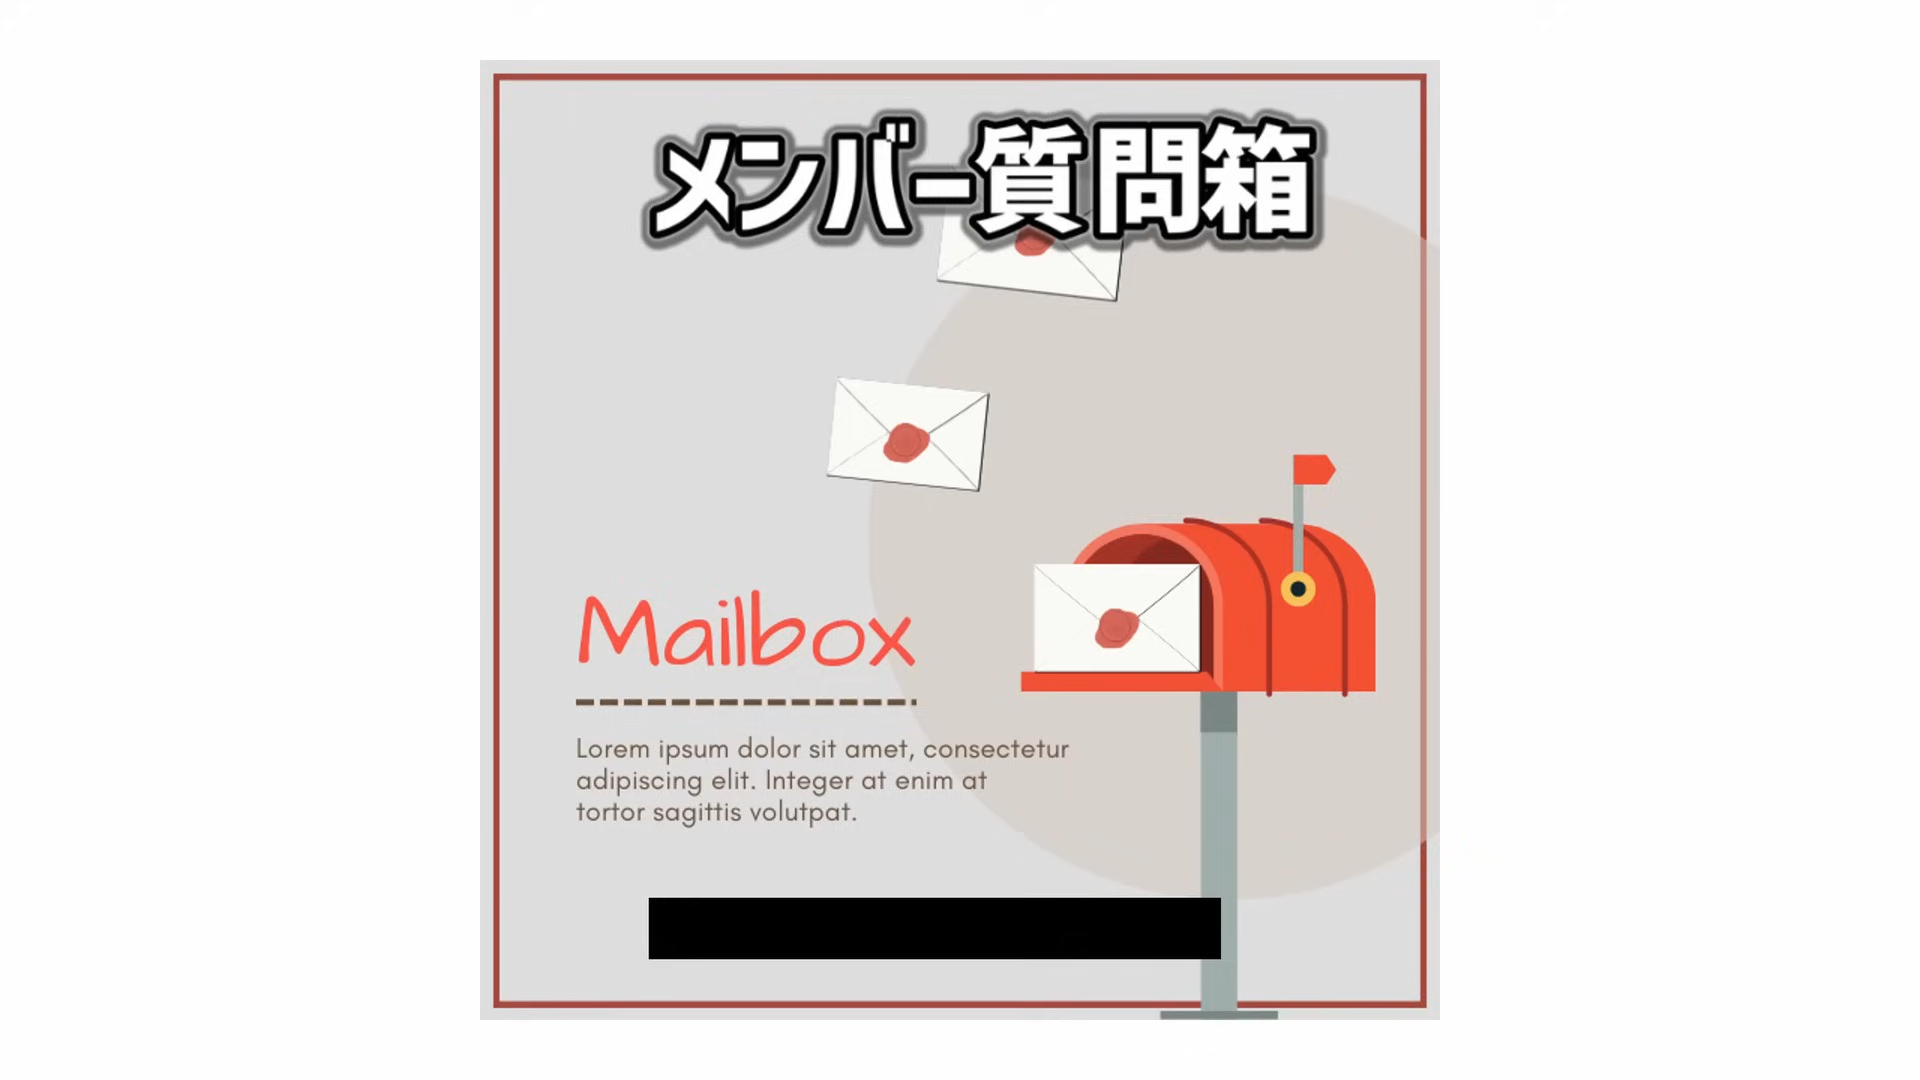 メンバー質問箱
Mailbox
Lorem ipsum dolor sit amet, consectetur
adipiscing elit. Integer at enim at
tortor sagittis volutpat.